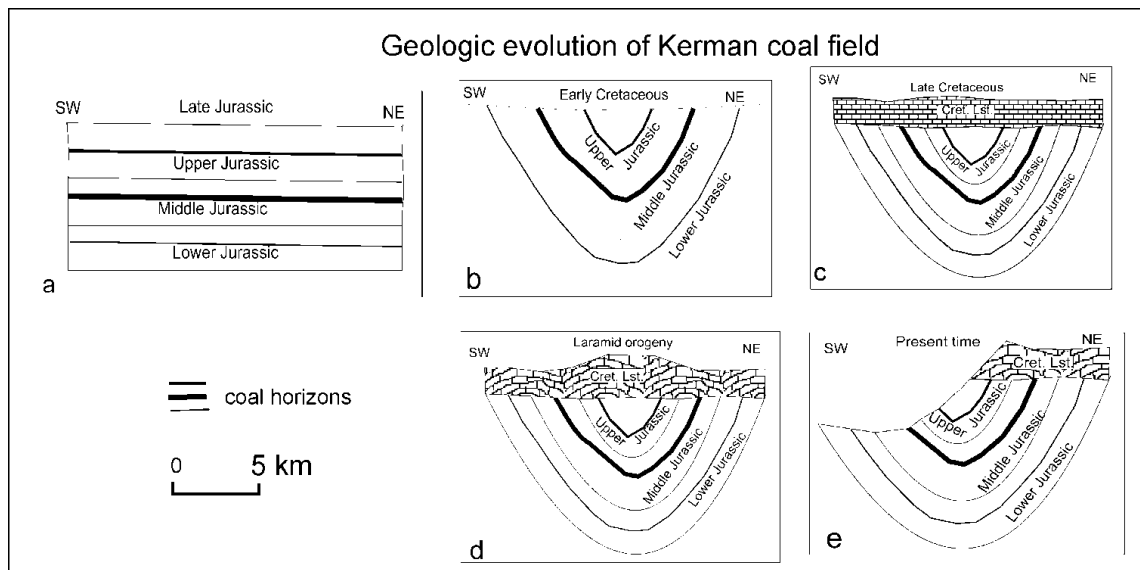 Geologic evolution of Kerman coal field
SW
Late Jurassic
NE
Upper Jurassic
Middle Jurassic
Lower Jurassic
a
SW
Early Cretaceous
NE
Upper
Jurassic
Middle Jurassic
Lower Jurassic
b
SW
Late Cretaceous
NE
Cret. Lst.
Upper
Jurassic
Middle Jurassic
Lower Jurassic
c
coal horizons
0
5 km
SW
Laramid orogeny
NE
Cret. Lst.
Upper
Jurassic
Middle Jurassic
Lower Jurassic
d
SW
Present time
NE
Cret. Lst.
Upper
Jurassic
Middle Jurassic
Lower Jurassic
e